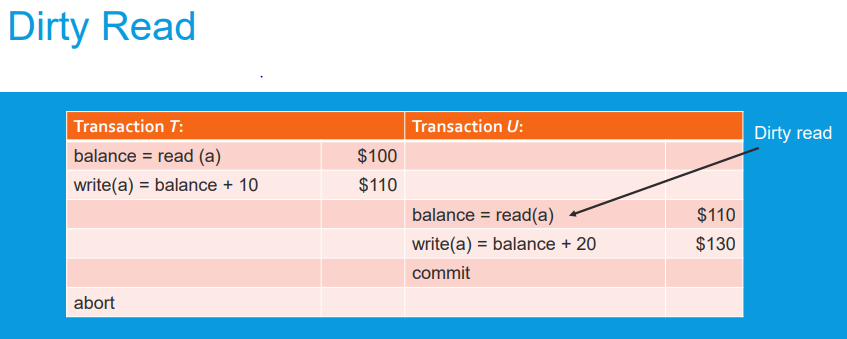 Dirty Read
Transaction T: Transaction U:
Dirty read
balance = read (a) $100
write(a) = balance + 10 $110
balance = read(a) $110
write(a) = balance + 20 $130
commit
abort